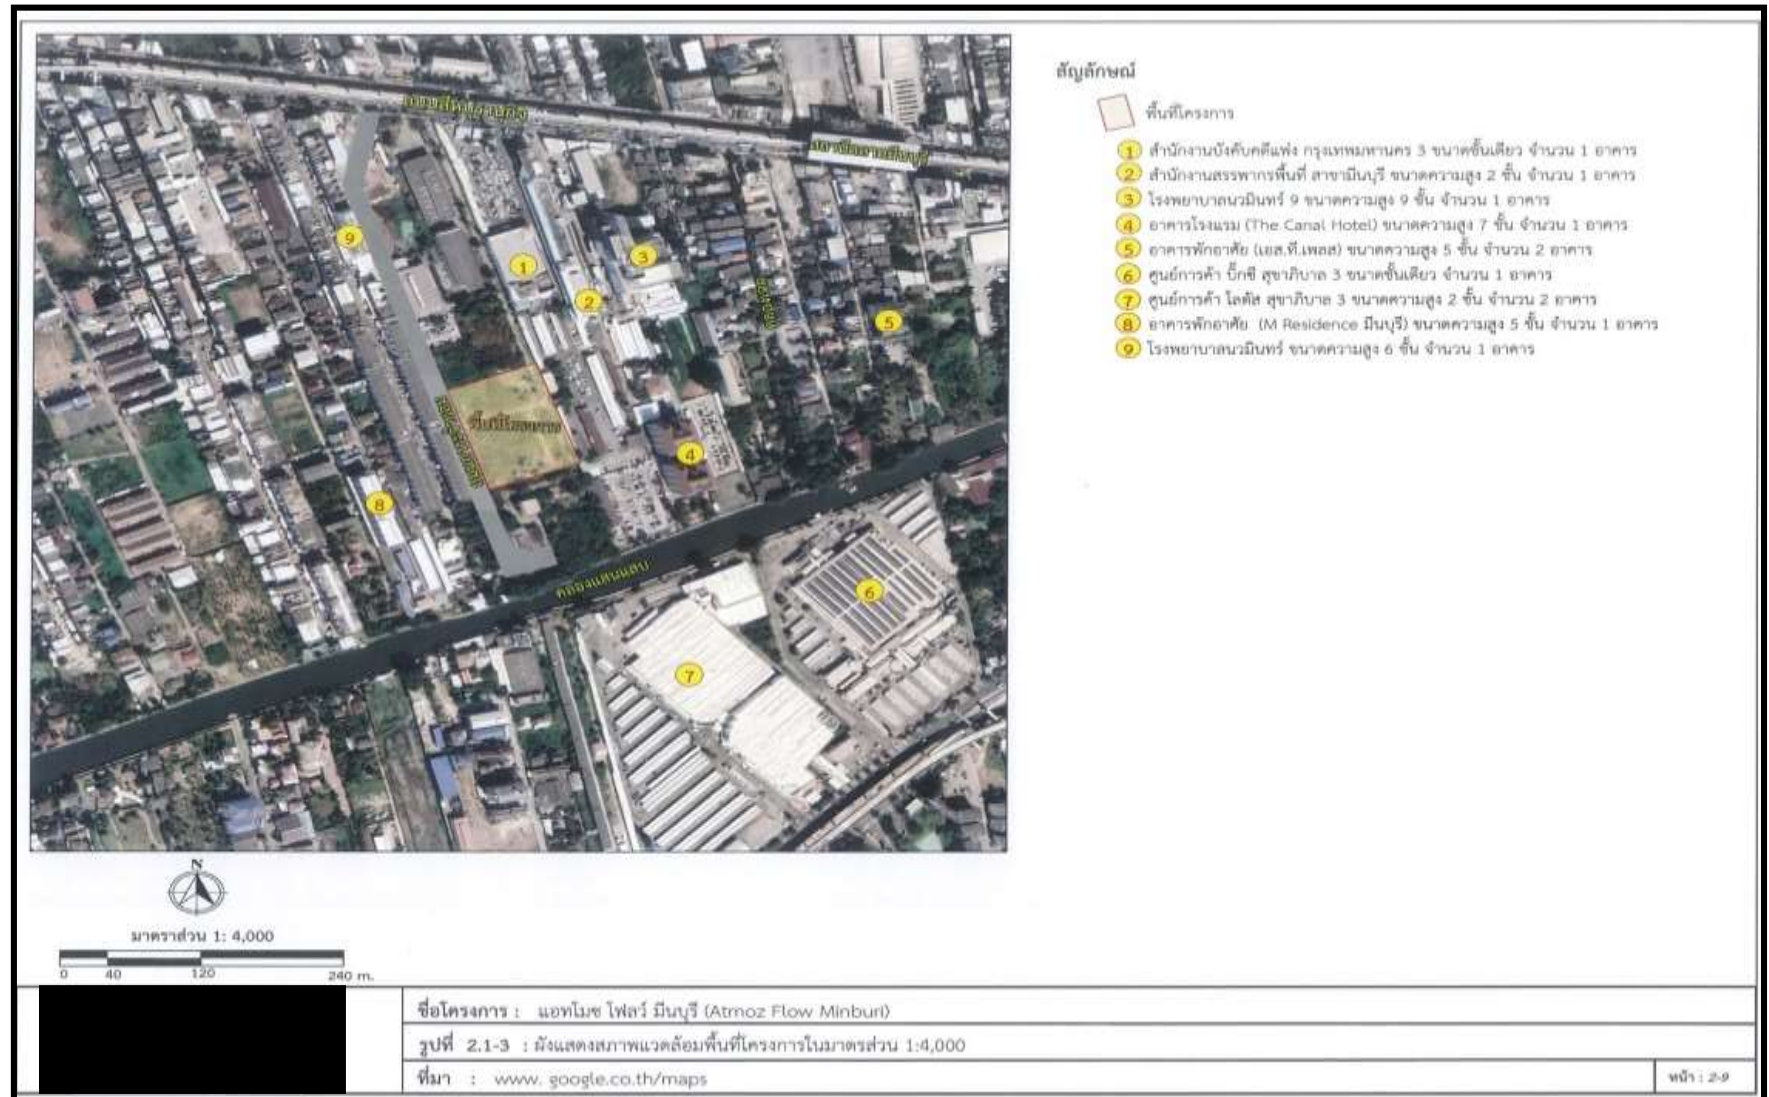 สัญลักษณ์
พื้นที่โครงการ
1 สำนักงานบังคับคดีแพ่ง กรุงเทพมหานคร 3 ขนาดชั้นเดียว จำนวน 1 อาคาร
2 สำนักงานสรรพากรพื้นที่ สาขามีนบุรี ขนาดความสูง 2 ชั้น จำนวน 1 อาคาร
3 โรงพยาบาลนวมินทร์ 9 ขนาดความสูง 9 ชั้น จำนวน 1 อาคาร
4 อาคารโรงแรม (The Canal Hotel) ขนาดความสูง 7 ชั้น จำนวน 1 อาคาร
5 อาคารพักอาศัย (เอส.ที.เพลส) ขนาดความสูง 5 ชั้น จำนวน 2 อาคาร
6 ศูนย์การค้า บิ๊กซี สุขาภิบาล 3 ขนาดชั้นเดียว จำนวน 1 อาคาร
7 ศูนย์การค้า โลตัส สุขาภิบาล 3 ขนาดความสูง 2 ชั้น จำนวน 2 อาคาร
8 อาคารพักอาศัย (M Residence มีนบุรี) ขนาดความสูง 5 ชั้น จำนวน 1 อาคาร
9 โรงพยาบาลนวมินทร์ ขนาดความสูง 6 ชั้น จำนวน 1 อาคาร
ถนนสีหบุรานุกิจ
สถานีตลาดมีนบุรี
9
1
3
2
5
พื้นที่โครงการ
4
8
คลองแสนแสบ
6
7
N
มาตราส่วน 1: 4,000
0 40 120 240 m.
ชื่อโครงการ : แอทโมซ โฟลว์ มีนบุรี (Atmoz Flow Minburi)
รูปที่ 2.1-3 : ผังแสดงสภาพแวดล้อมพื้นที่โครงการในมาตรส่วน 1:4,000
ที่มา : www. google.co.th/maps
หน้า : 2-9